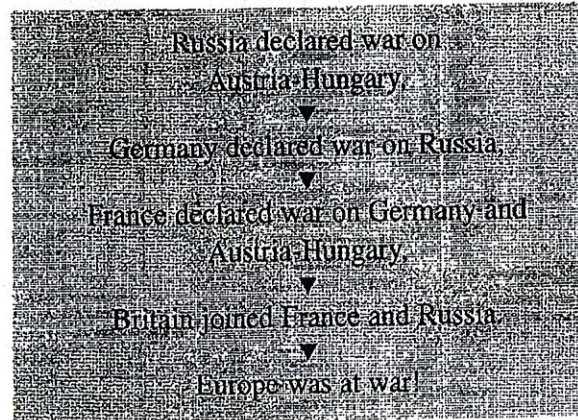 Russia declared war on
Austria-Hungary.
Germany declared war on Russia.
France declared war on Germany and
Austria-Hungary.
Britain joined France and Russia.
Europe was at war!